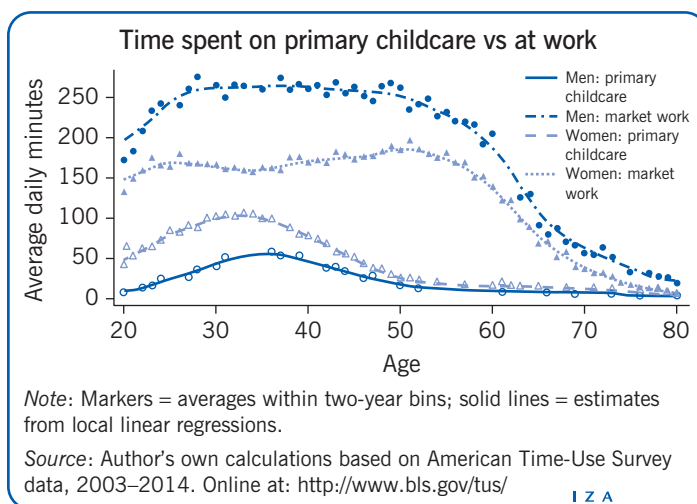 Time spent on primary childcare vs at work
Average daily minutes
250
200
150
100
50
0
20
30
40
50
60
70
80
Age
Men: primary
childcare
Men: market work
Women: primary
childcare
Women: market
work
Note: Markers = averages within two-year bins; solid lines = estimates
from local linear regressions.
Source: Author's own calculations based on American Time-Use Survey
data, 2003–2014. Online at: http://www.bls.gov/tus/
I Z A